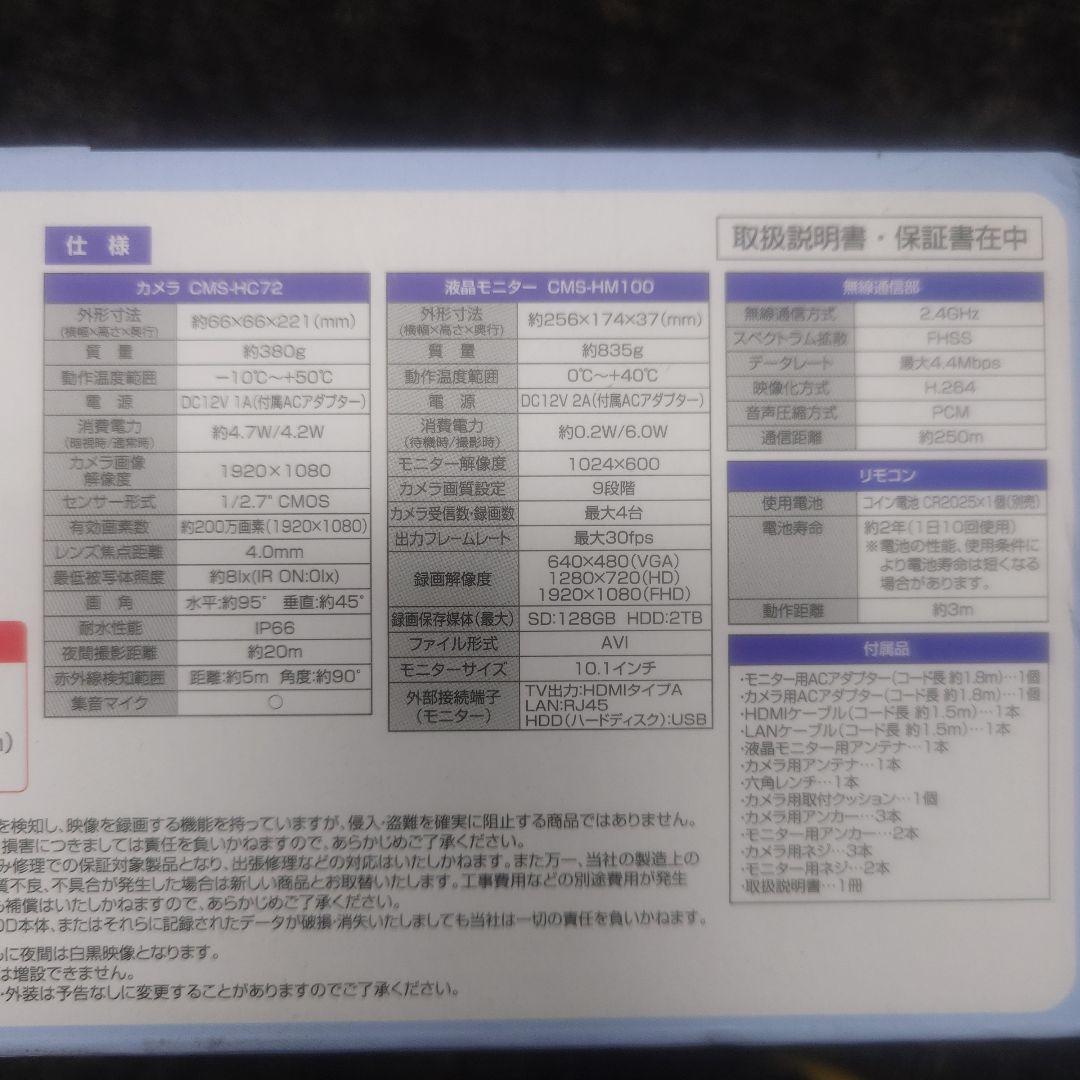 仕様
取扱説明書・保証書在中
カメラ CMS-HC72
外形寸法 約66×66×221(mm)
(横幅×高さ×奥行)
質量 約380g
動作温度範囲 -10℃~+50℃
電源 DC12V 1A(付属ACアダプター)
消費電力 約4.7W/4.2W
(暗視時/通常時)
カメラ画像 1920×1080
解像度
センサー形式 1/2.7" CMOS
有効画素数 約200万画素(1920×1080)
レンズ焦点距離 4.0mm
最低被写体照度 約8lx(IR ON:0lx)
画角 水平:約95° 垂直:約45°
耐水性能 IP66
夜間撮影距離 約20m
赤外線検知範囲 距離:約5m 角度:約90°
集音マイク ○
液晶モニター CMS-HM100
外形寸法 約256×174×37(mm)
(横幅×高さ×奥行)
質量 約835g
動作温度範囲 0℃~+40℃
電源 DC12V 2A(付属ACアダプター)
消費電力 約0.2W/6.0W
(待機時/撮影時)
モニター解像度 1024×600
カメラ画質設定 9段階
カメラ受信数・録画数 最大4台
出力フレームレート 最大30fps
録画解像度 640×480(VGA)
1280×720(HD)
1920×1080(FHD)
録画保存媒体(最大) SD:128GB HDD:2TB
ファイル形式 AVI
モニターサイズ 10.1インチ
外部接続端子 TV出力:HDMIタイプA
(モニター) LAN:RJ45
HDD(ハードディスク):USB
無線通信部
無線通信方式 2.4GHz
スペクトラム拡散 FHSS
データレート 最大4.4Mbps
映像化方式 H.264
音声圧縮方式 PCM
通信距離 約250m
リモコン
使用電池 コイン電池 CR2025×1個(別売)
電池寿命 約2年(1日10回使用)
※電池の性能、使用条件に
より電池寿命は短くなる
場合があります。
動作距離 約3m
付属品
・モニター用ACアダプター(コード長 約1.8m)…1個
・カメラ用ACアダプター(コード長 約1.8m)…1個
・HDMIケーブル(コード長 約1.5m)…1本
・LANケーブル(コード長 約1.5m)…1本
・液晶モニター用アンテナ…1本
・カメラ用アンテナ…1本
・六角レンチ…1本
・カメラ用取付クッション…1個
・カメラ用アンカー…3本
・モニター用アンカー…2本
・カメラ用ネジ…3本
・モニター用ネジ…2本
・取扱説明書…1冊
を検知し、映像を録画する機能を持っていますが、侵入・盗難を確実に阻止する商品ではありません。
損害につきましては責任を負いかねますので、あらかじめご了承ください。
み修理での保証対象製品となり、出張修理などの対応はいたしかねます。また万一、当社の製造上の
質不良、不具合が発生した場合は新しい商品とお取替いたします。工事費用などの別途費用が発生
も補償はいたしかねますので、あらかじめご了承ください。
DD本体、またはそれらに記録されたデータが破損・消失いたしましても当社は一切の責任を負いかねます。
に夜間は白黒映像となります。
は増設できません。
・外装は予告なしに変更することがありますのでご了承ください。